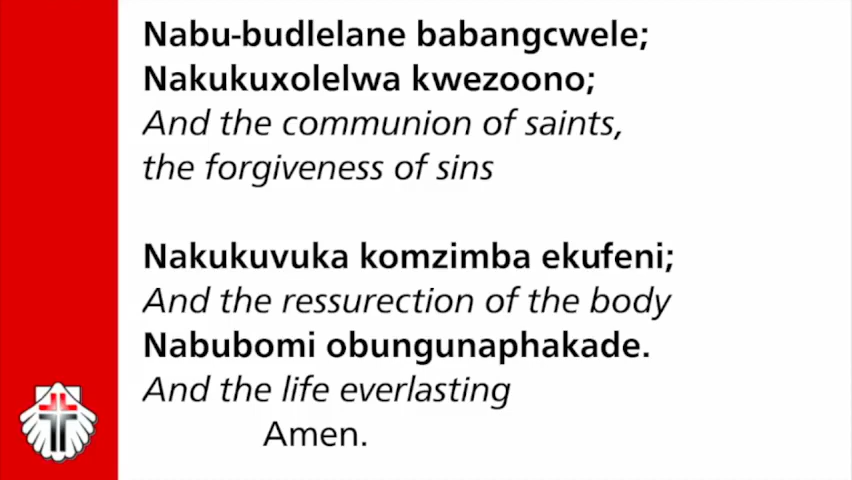 Nabu-budlelane babangcwele;
Nakukuxolelwa kwezoono;
And the communion of saints,
the forgiveness of sins
Nakukuvuka komzimba ekufeni;
And the ressurection of the body
Nabubomi obungunaphakade.
And the life everlasting
Amen.